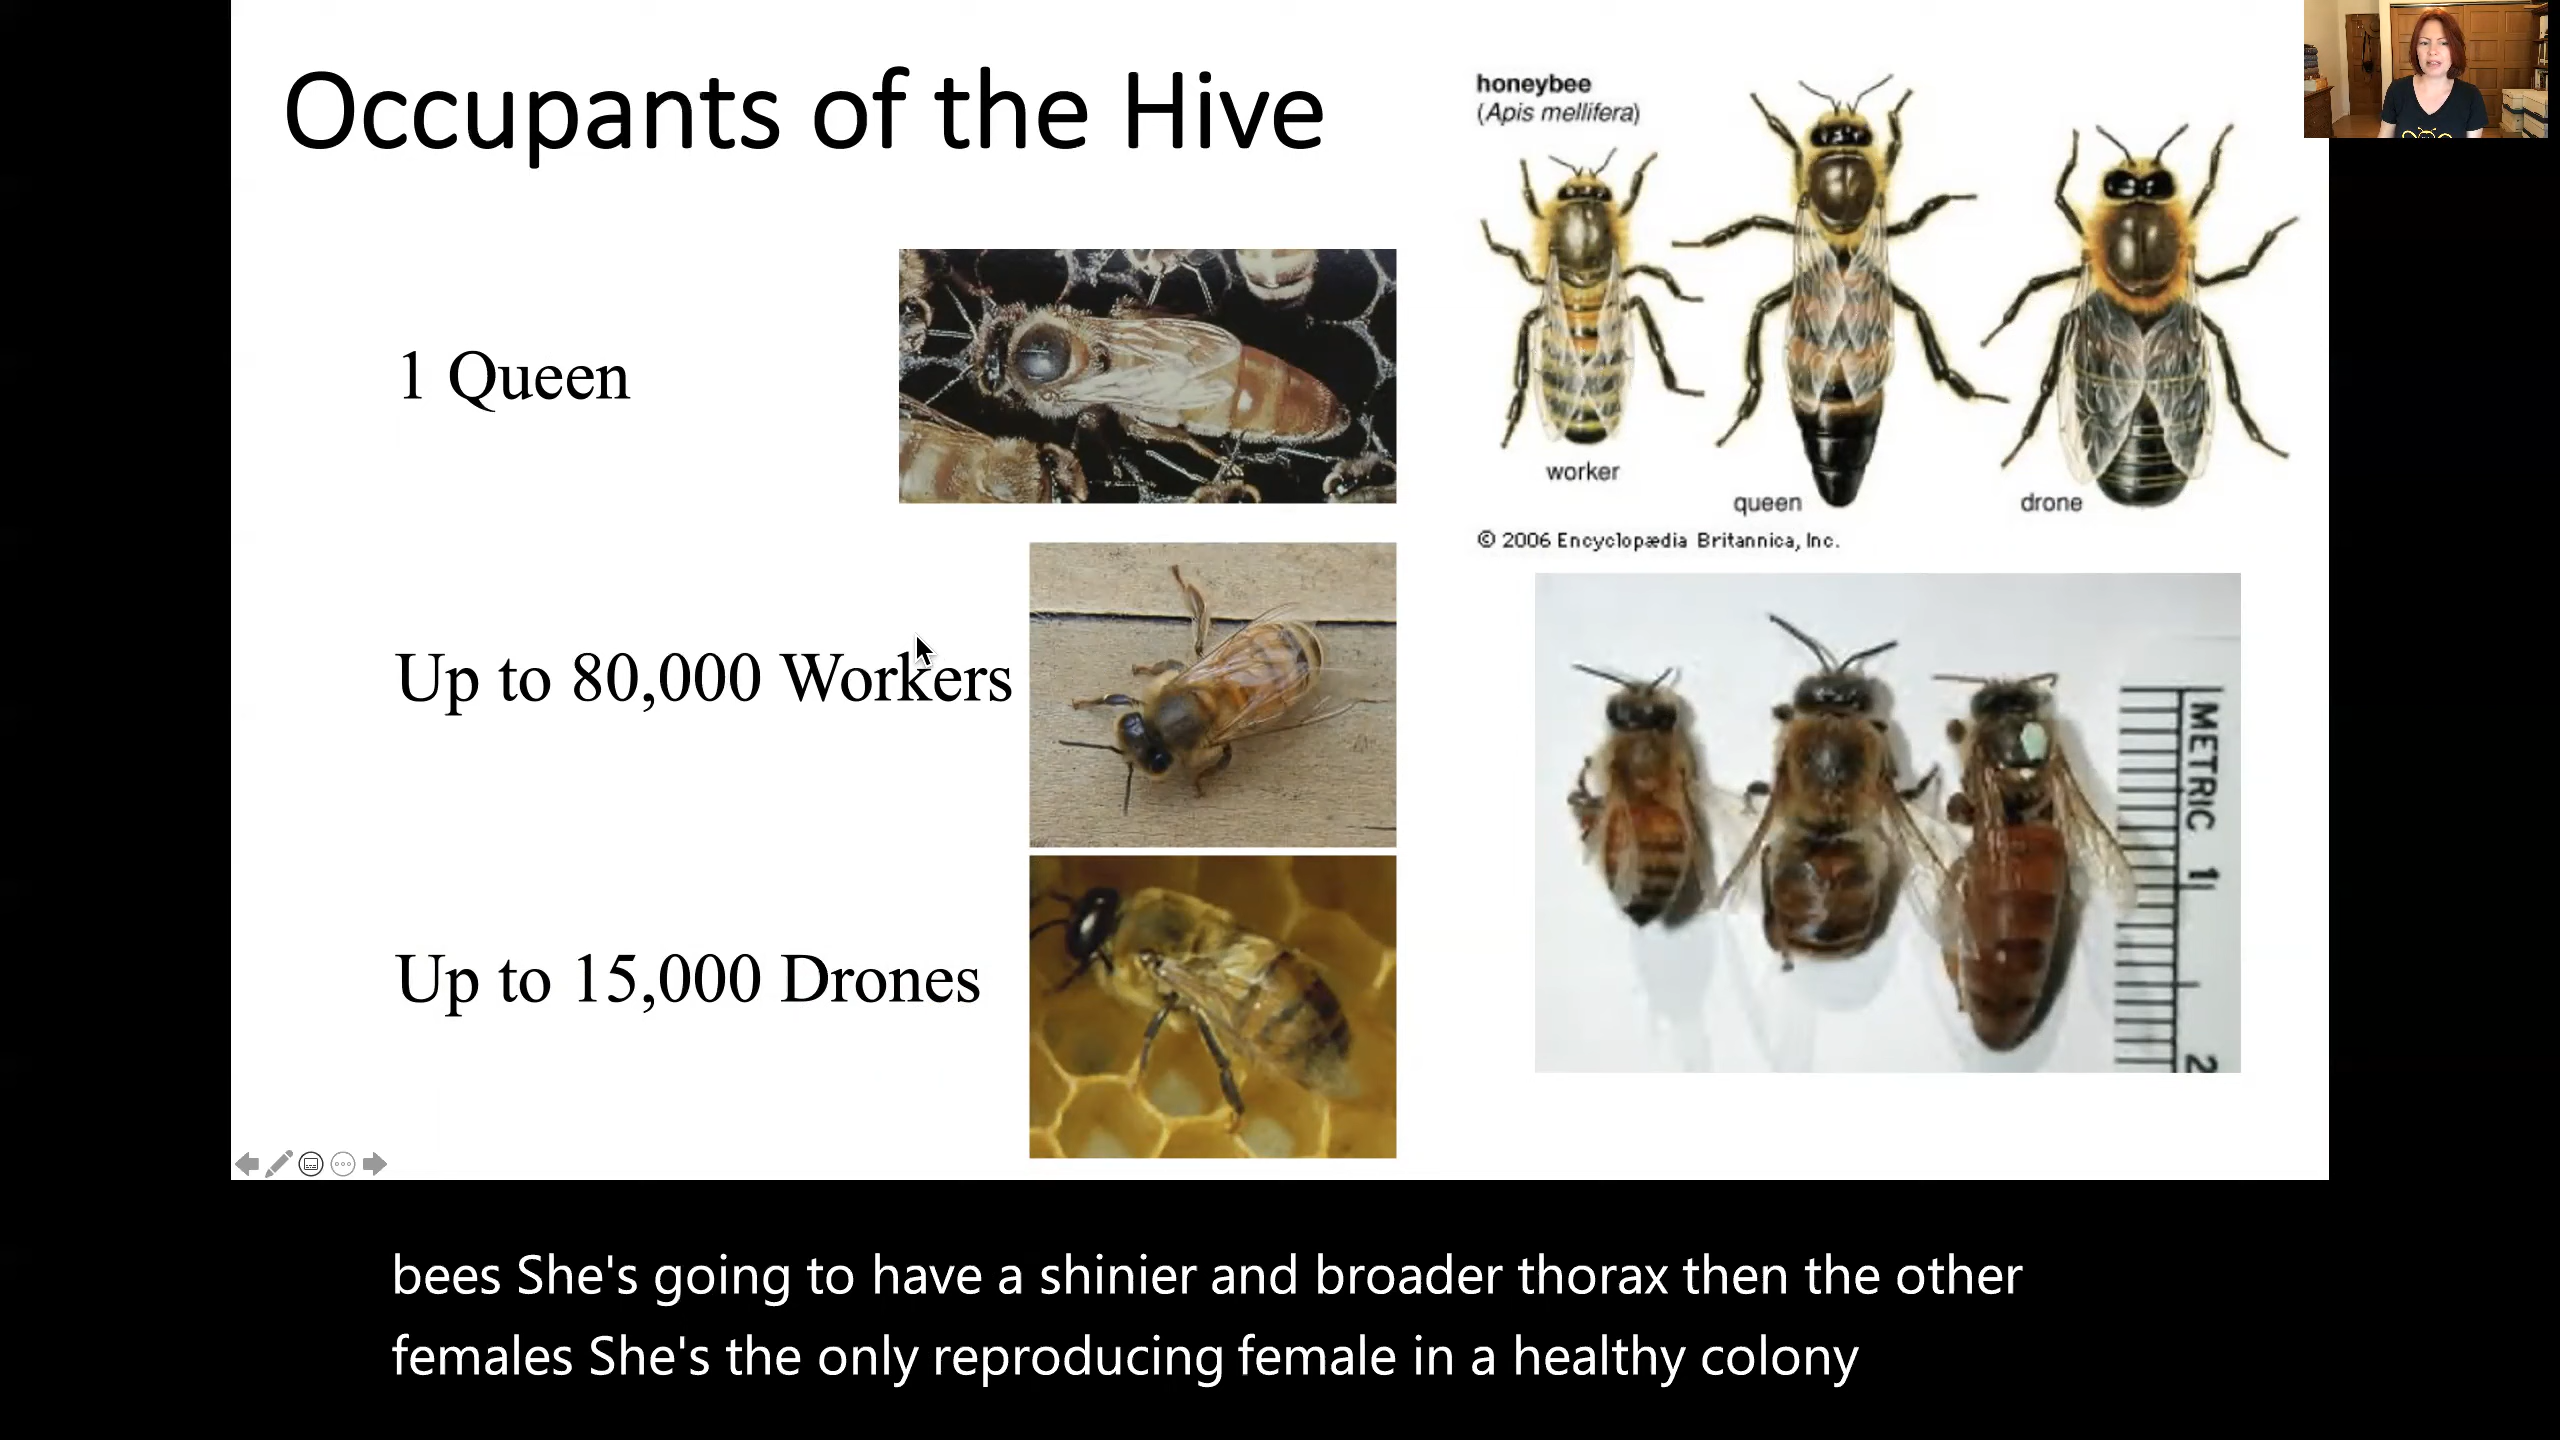 Occupants of the Hive
honeybee
(Apis mellifera)
worker
queen
drone
© 2006 Encyclopædia Britannica, Inc.
1 Queen
Up to 80,000 Workers
Up to 15,000 Drones
METRIC 1
2
bees She's going to have a shinier and broader thorax then the other
females She's the only reproducing female in a healthy colony